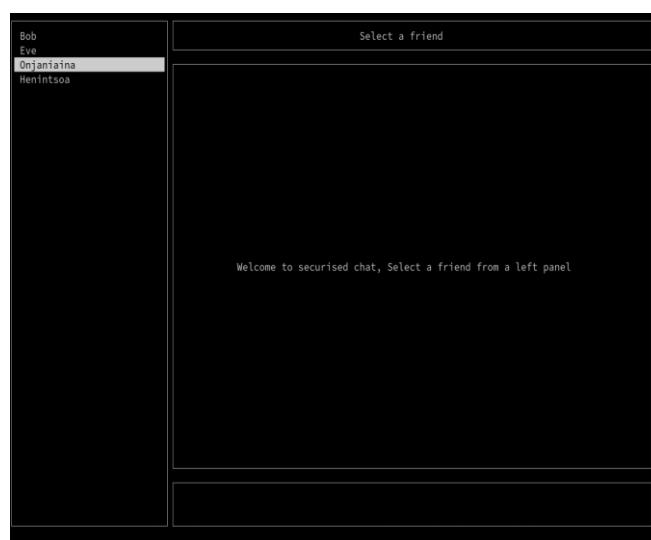 Bob
Eve
Onjaniaina
Henintsoa
Select a friend
Welcome to securised chat, Select a friend from a left panel